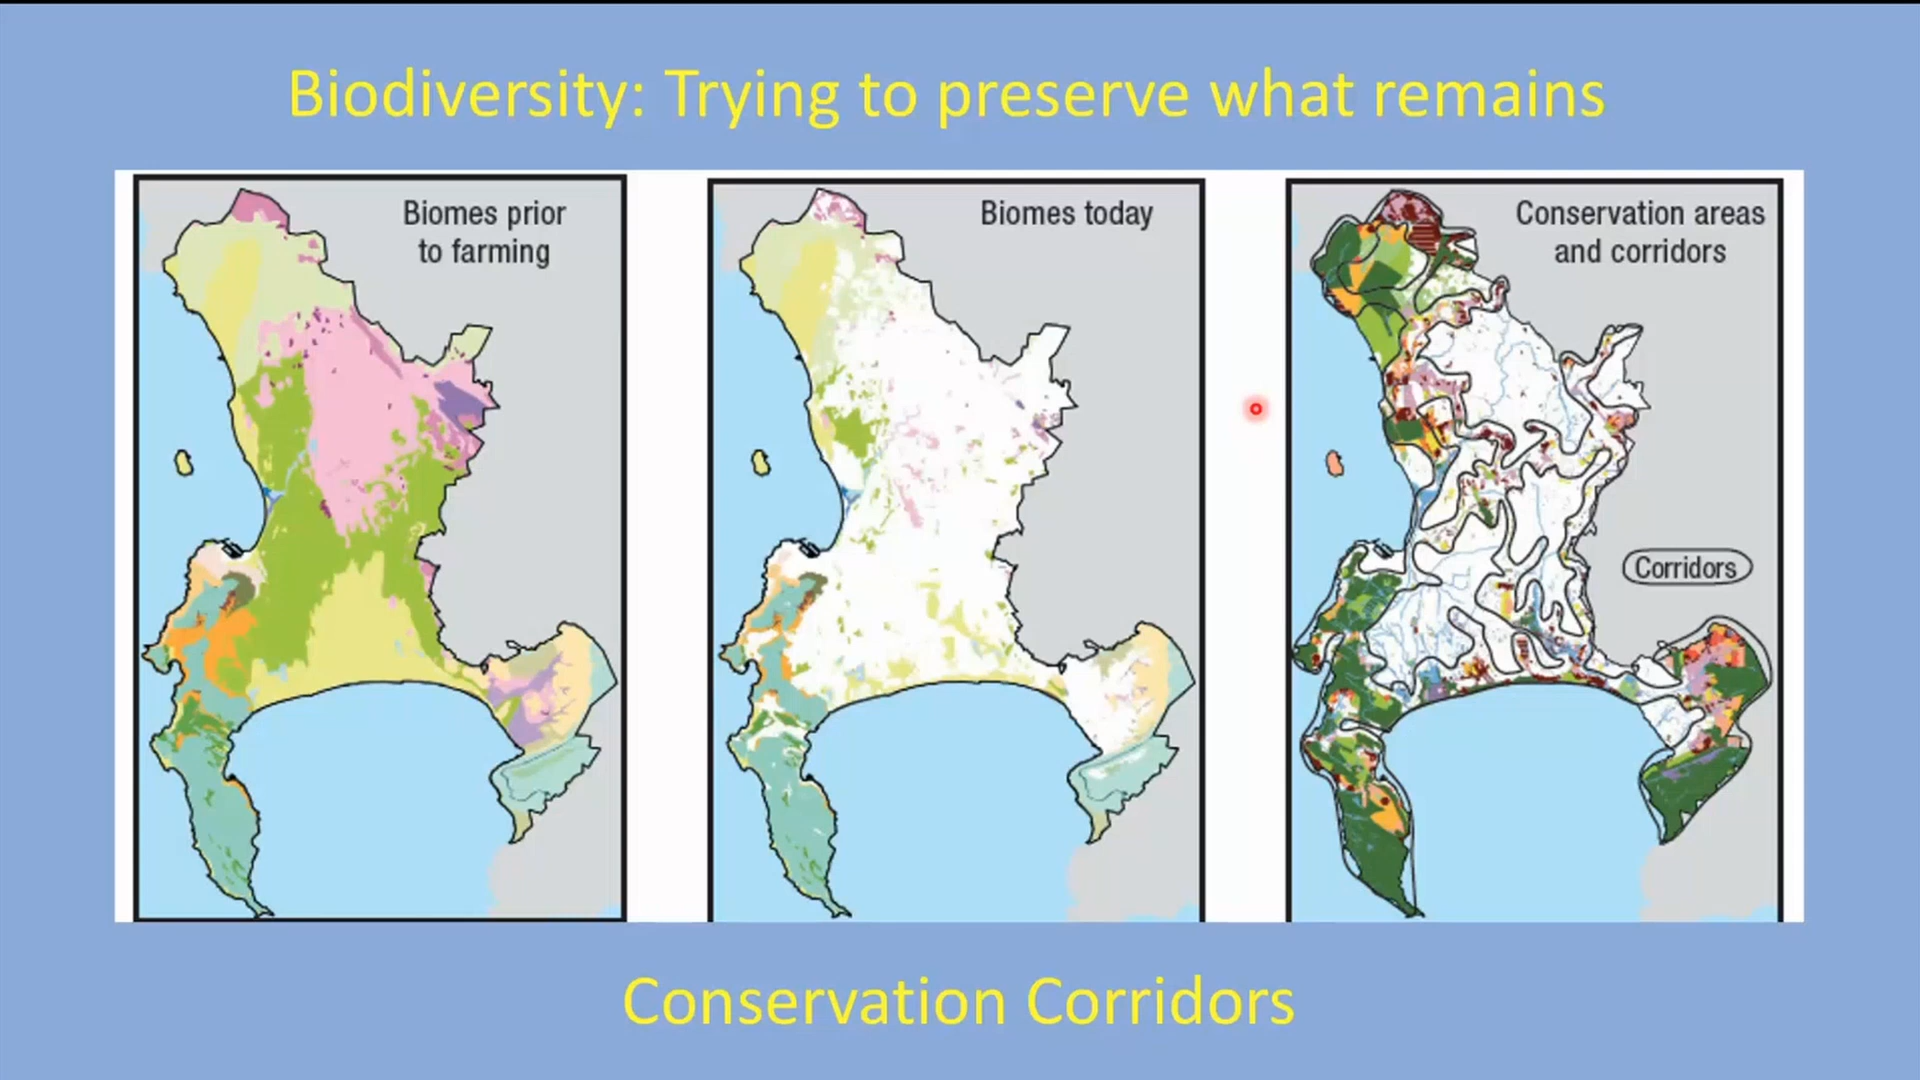 Biodiversity: Trying to preserve what remains
Biomes prior
to farming
Biomes today
Conservation areas
and corridors
Corridors
Conservation Corridors